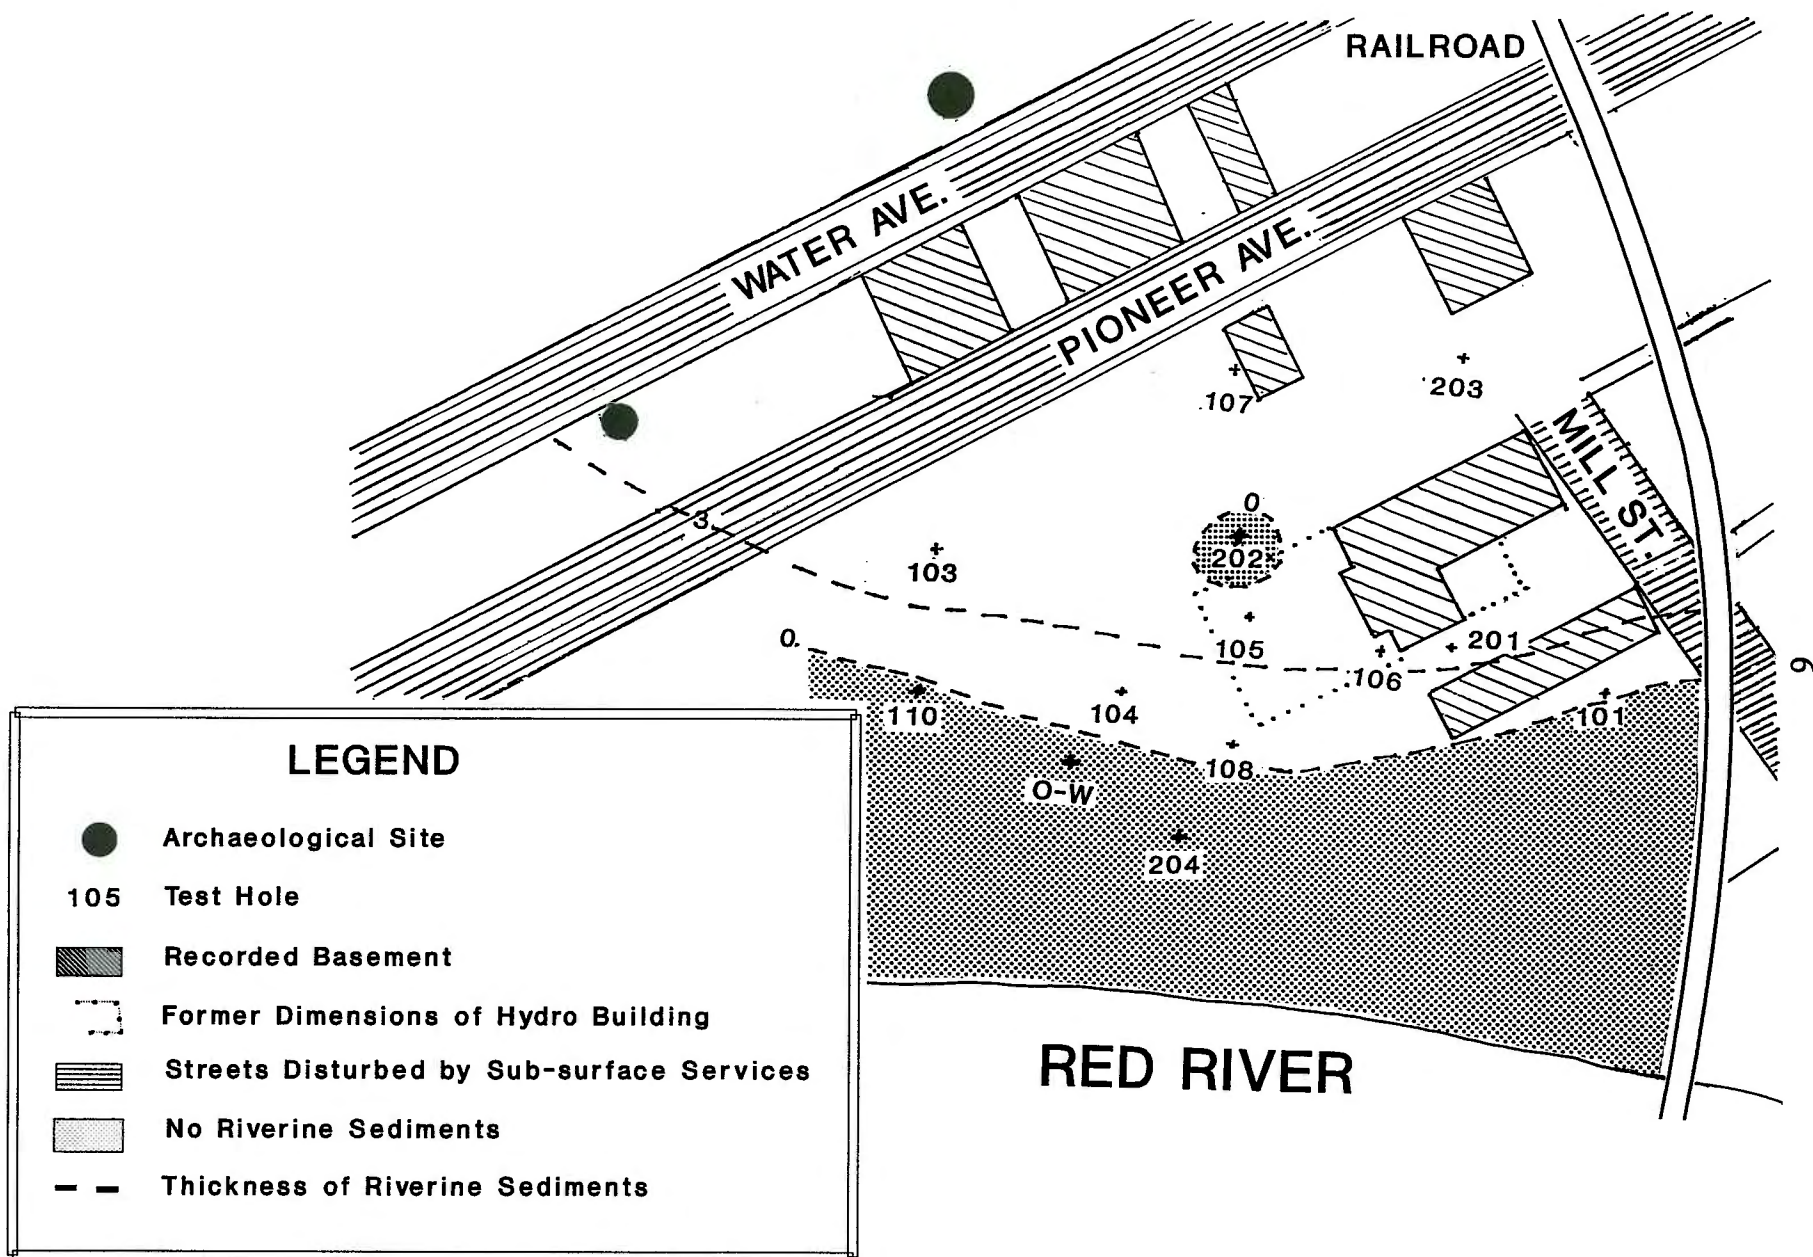 RAILROAD
WATER AVE.
PIONEER AVE.
107
203
MILL ST.
3
0
202
103
105
201
106
0
110
104
101
108
O-W
204
RED RIVER
9
LEGEND
Archaeological Site
105 Test Hole
Recorded Basement
Former Dimensions of Hydro Building
Streets Disturbed by Sub-surface Services
No Riverine Sediments
Thickness of Riverine Sediments